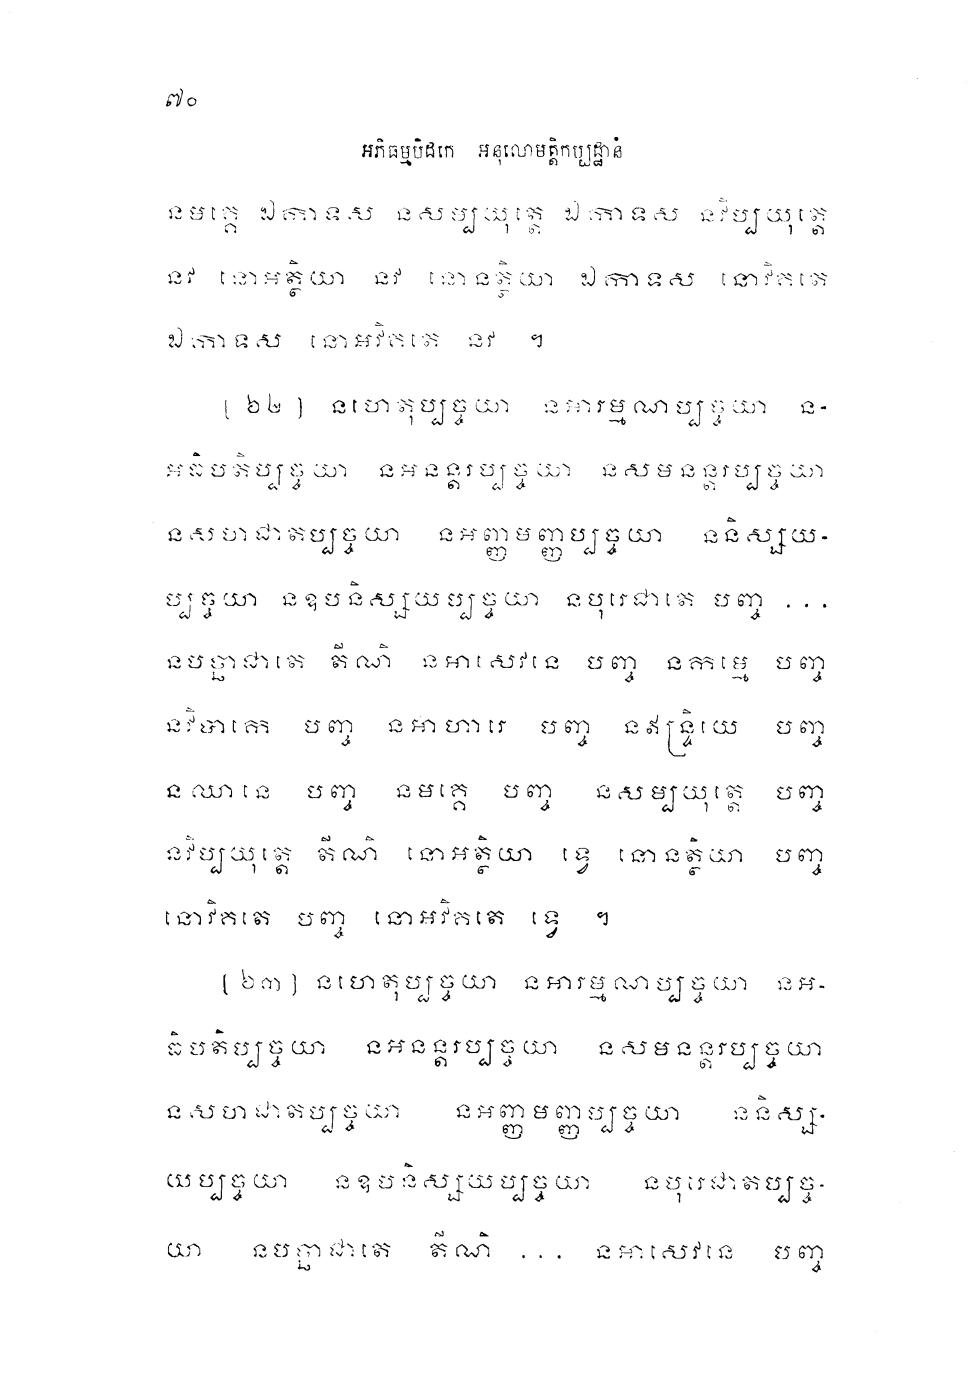 ៧០
អភិធម្មបិដកេ អនុលោមត្តិកប្បដ្ឋានំ
នមគ្គេ ឯកាទស នសម្បយុត្តេ ឯកាទស នវិប្បយុត្តេ
នវ នោអត្ថិយា នវ នោនត្ថិយា ឯកាទស នោវិគតេ
ឯកាទស នោអវិគតេ នវ ។
[ ៦២ ] នហេតុប្បច្ចយា នអារម្មណប្បច្ចយា ន-
អធិបតិប្បច្ចយា នអនន្តរប្បច្ចយា នសមនន្តរប្បច្ចយា
នសហជាតប្បច្ចយា នអញ្ញមញ្ញប្បច្ចយា ននិស្សយ-
ប្បច្ចយា នឧបនិស្សយប្បច្ចយា នបុរេជាតេ បញ្ច ...
នបច្ឆាជាតេ តីណិ នអាសេវនេ បញ្ច នកម្មេ បញ្ច
នវិបាកេ បញ្ច នអាហារេ បញ្ច នឥន្ទ្រិយេ បញ្ច
នឈានេ បញ្ច នមគ្គេ បញ្ច នសម្បយុត្តេ បញ្ច
នវិប្បយុត្តេ តីណិ នោអត្ថិយា ទ្វេ នោនត្ថិយា បញ្ច
នោវិគតេ បញ្ច នោអវិគតេ ទ្វេ ។
[ ៦៣ ] នហេតុប្បច្ចយា នអារម្មណប្បច្ចយា នអ-
ធិបតិប្បច្ចយា នអនន្តរប្បច្ចយា នសមនន្តរប្បច្ចយា
នសហជាតប្បច្ចយា នអញ្ញមញ្ញប្បច្ចយា ននិស្ស-
យប្បច្ចយា នឧបនិស្សយប្បច្ចយា នបុរេជាតប្បច្ច-
យា នបច្ឆាជាតេ តីណិ ... នអាសេវនេ បញ្ច